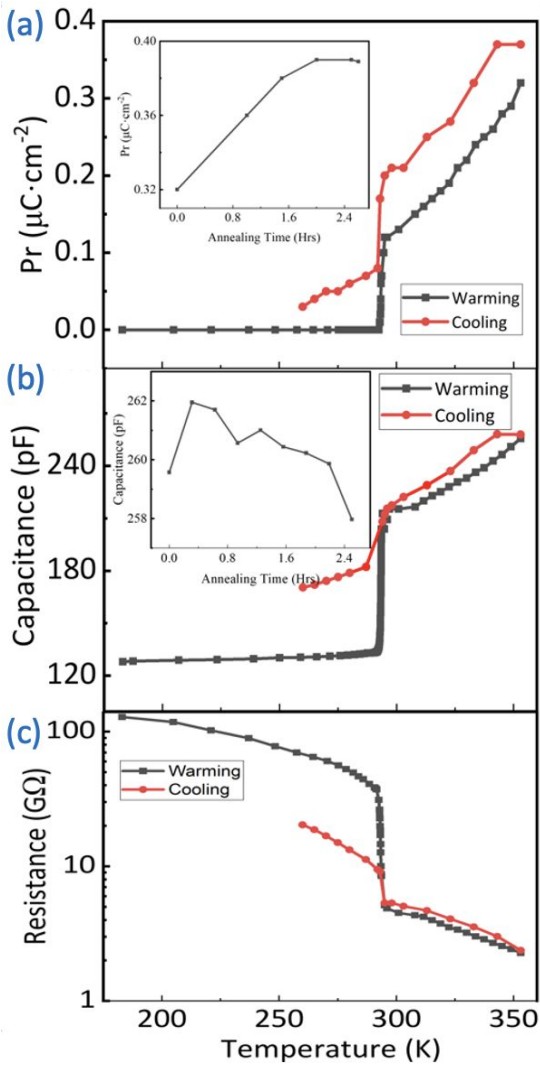 (a)
0.4
0.3
0.2
0.1
0.0
Pr (μC·cm-2)
0.40
0.36
0.32
Pr (μC·cm-2)
0.0 0.8 1.6 2.4
Annealing Time (Hrs)
Warming
Cooling
(b)
240
180
120
Capacitance (pF)
262
260
258
Capacitance (pF)
0.0 0.8 1.6 2.4
Annealing Time (Hrs)
Warming
Cooling
(c)
100
10
1
Resistance (GΩ)
Warming
Cooling
200 250 300 350
Temperature (K)